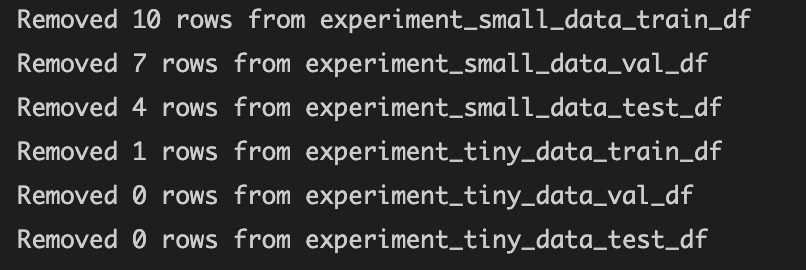 Removed 10 rows from experiment_small_data_train_df
Removed 7 rows from experiment_small_data_val_df
Removed 4 rows from experiment_small_data_test_df
Removed 1 rows from experiment_tiny_data_train_df
Removed 0 rows from experiment_tiny_data_val_df
Removed 0 rows from experiment_tiny_data_test_df